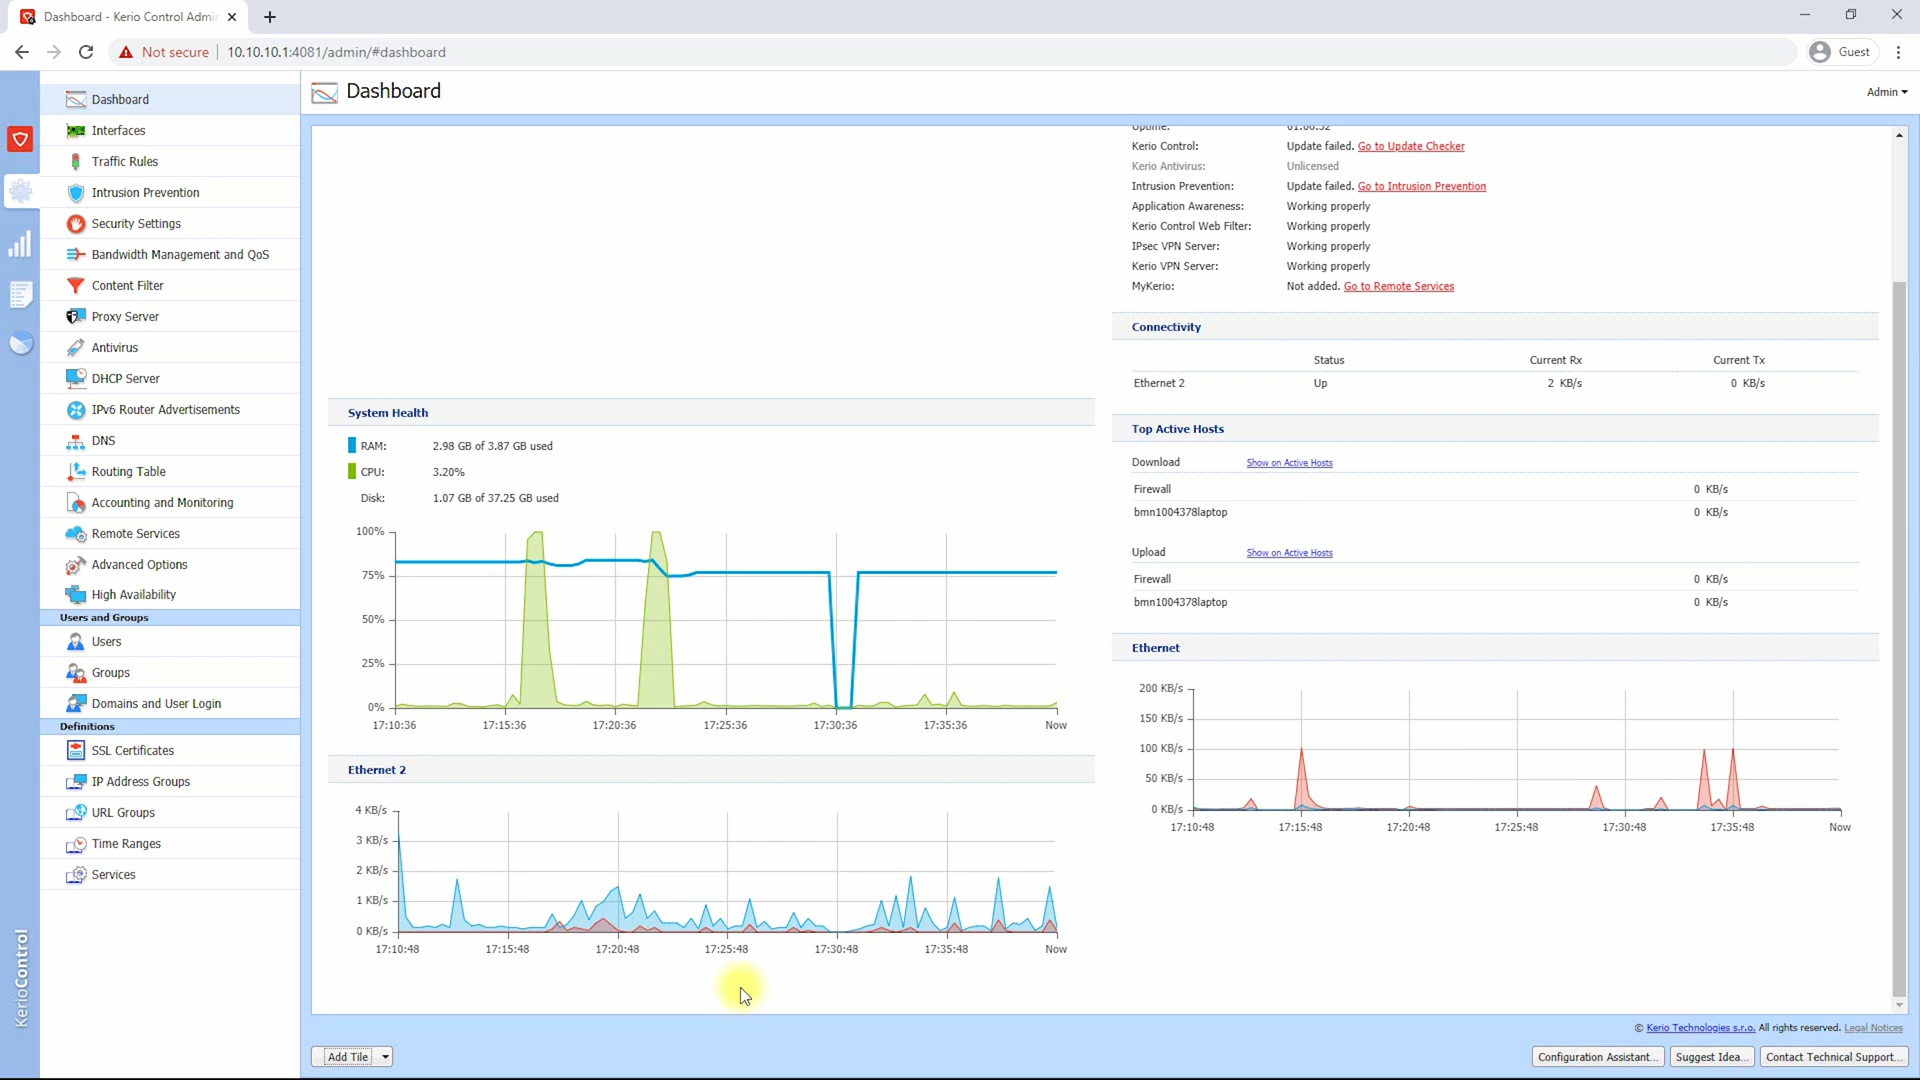 Dashboard - Kerio Control Admin
Not secure
10.10.10.1:4081/admin/#dashboard
Guest
Dashboard
Interfaces
Traffic Rules
Intrusion Prevention
Security Settings
Bandwidth Management and QoS
Content Filter
Proxy Server
Antivirus
DHCP Server
IPv6 Router Advertisements
DNS
Routing Table
Accounting and Monitoring
Remote Services
Advanced Options
High Availability
Users and Groups
Users
Groups
Domains and User Login
Definitions
SSL Certificates
IP Address Groups
URL Groups
Time Ranges
Services
KerioControl
Dashboard
Admin
System Health
RAM: 2.98 GB of 3.87 GB used
CPU: 3.20%
Disk: 1.07 GB of 37.25 GB used
100%
75%
50%
25%
0%
17:10:36 17:15:36 17:20:36 17:25:36 17:30:36 17:35:36 Now
Ethernet 2
4 KB/s
3 KB/s
2 KB/s
1 KB/s
0 KB/s
17:10:48 17:15:48 17:20:48 17:25:48 17:30:48 17:35:48 Now
Uptime:
Kerio Control: Update failed. Go to Update Checker
Kerio Antivirus: Unlicensed
Intrusion Prevention: Update failed. Go to Intrusion Prevention
Application Awareness: Working properly
Kerio Control Web Filter: Working properly
IPsec VPN Server: Working properly
Kerio VPN Server: Working properly
MyKerio: Not added. Go to Remote Services
Connectivity
Status Current Rx Current Tx
Ethernet 2 Up 2 KB/s 0 KB/s
Top Active Hosts
Download Show on Active Hosts
Firewall 0 KB/s
bmn1004378laptop 0 KB/s
Upload Show on Active Hosts
Firewall 0 KB/s
bmn1004378laptop 0 KB/s
Ethernet
200 KB/s
150 KB/s
100 KB/s
50 KB/s
0 KB/s
17:10:48 17:15:48 17:20:48 17:25:48 17:30:48 17:35:48 Now
© Kerio Technologies s.r.o. All rights reserved. Legal Notices
Add Tile
Configuration Assistant...
Suggest Idea...
Contact Technical Support...